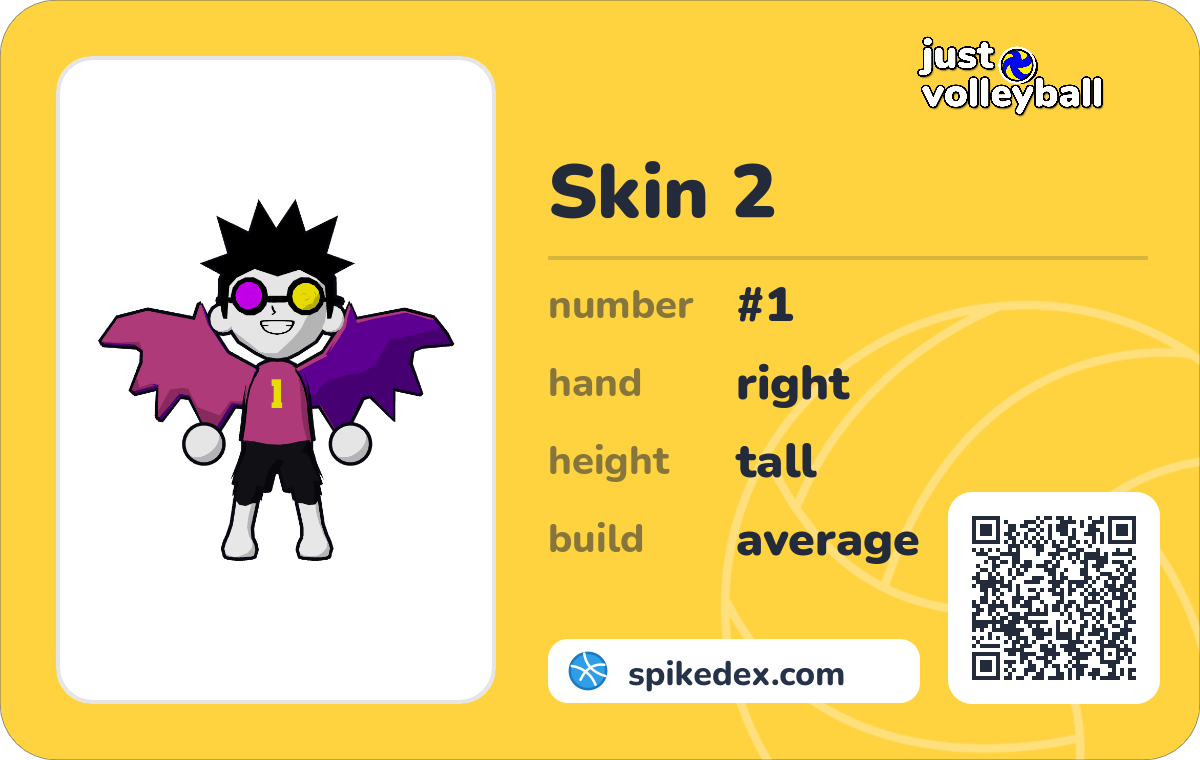 just
volleyball
Skin 2
number #1
hand right
height tall
build average
1
spikedex.com